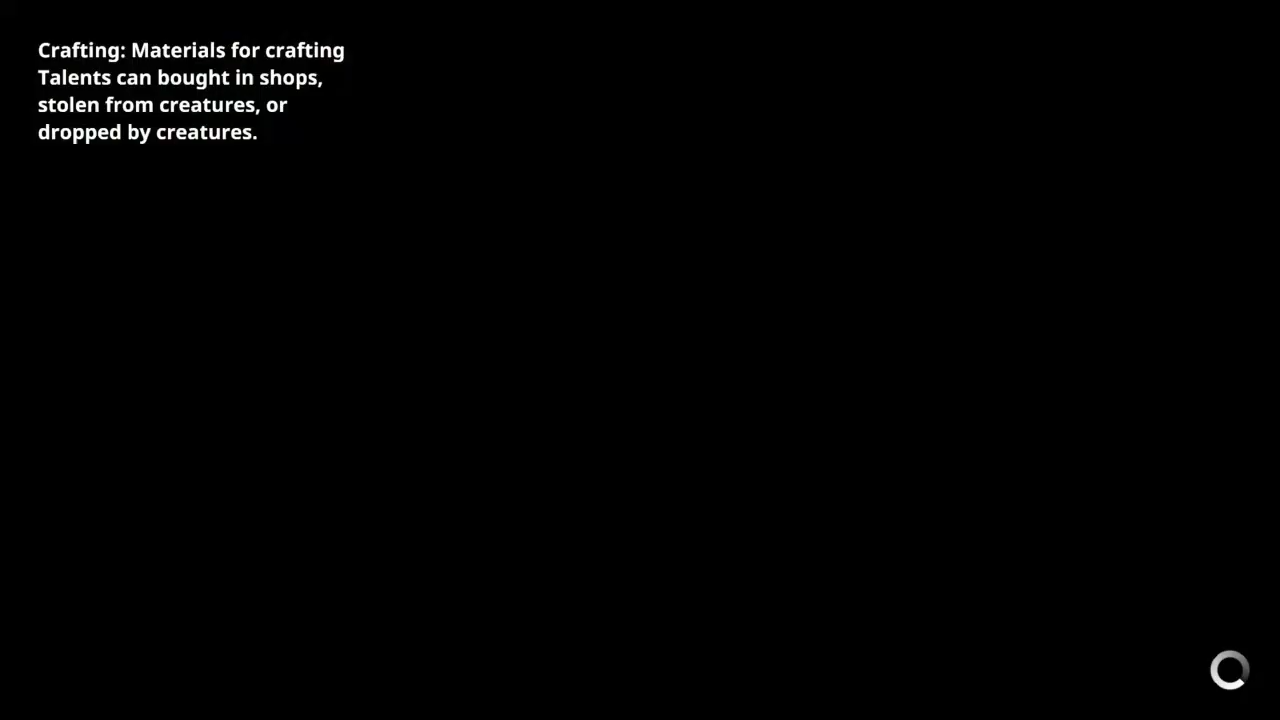 Crafting: Materials for crafting
Talents can bought in shops,
stolen from creatures, or
dropped by creatures.